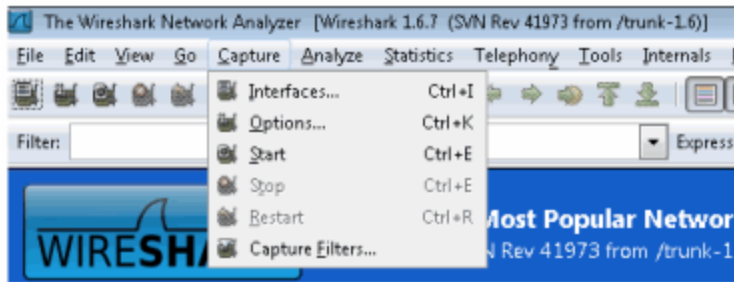 The Wireshark Network Analyzer [Wireshark 1.6.7 (SVN Rev 41973 from /trunk-1.6)]
File Edit View Go Capture Analyze Statistics Telephony Tools Internals
Interfaces... Ctrl+I
Options... Ctrl+K
Start Ctrl+E
Filter: Express
Stop Ctrl+E
Restart Ctrl+R
Capture Filters...
WIRESHA
Most Popular Networ
N Rev 41973 from /trunk-1